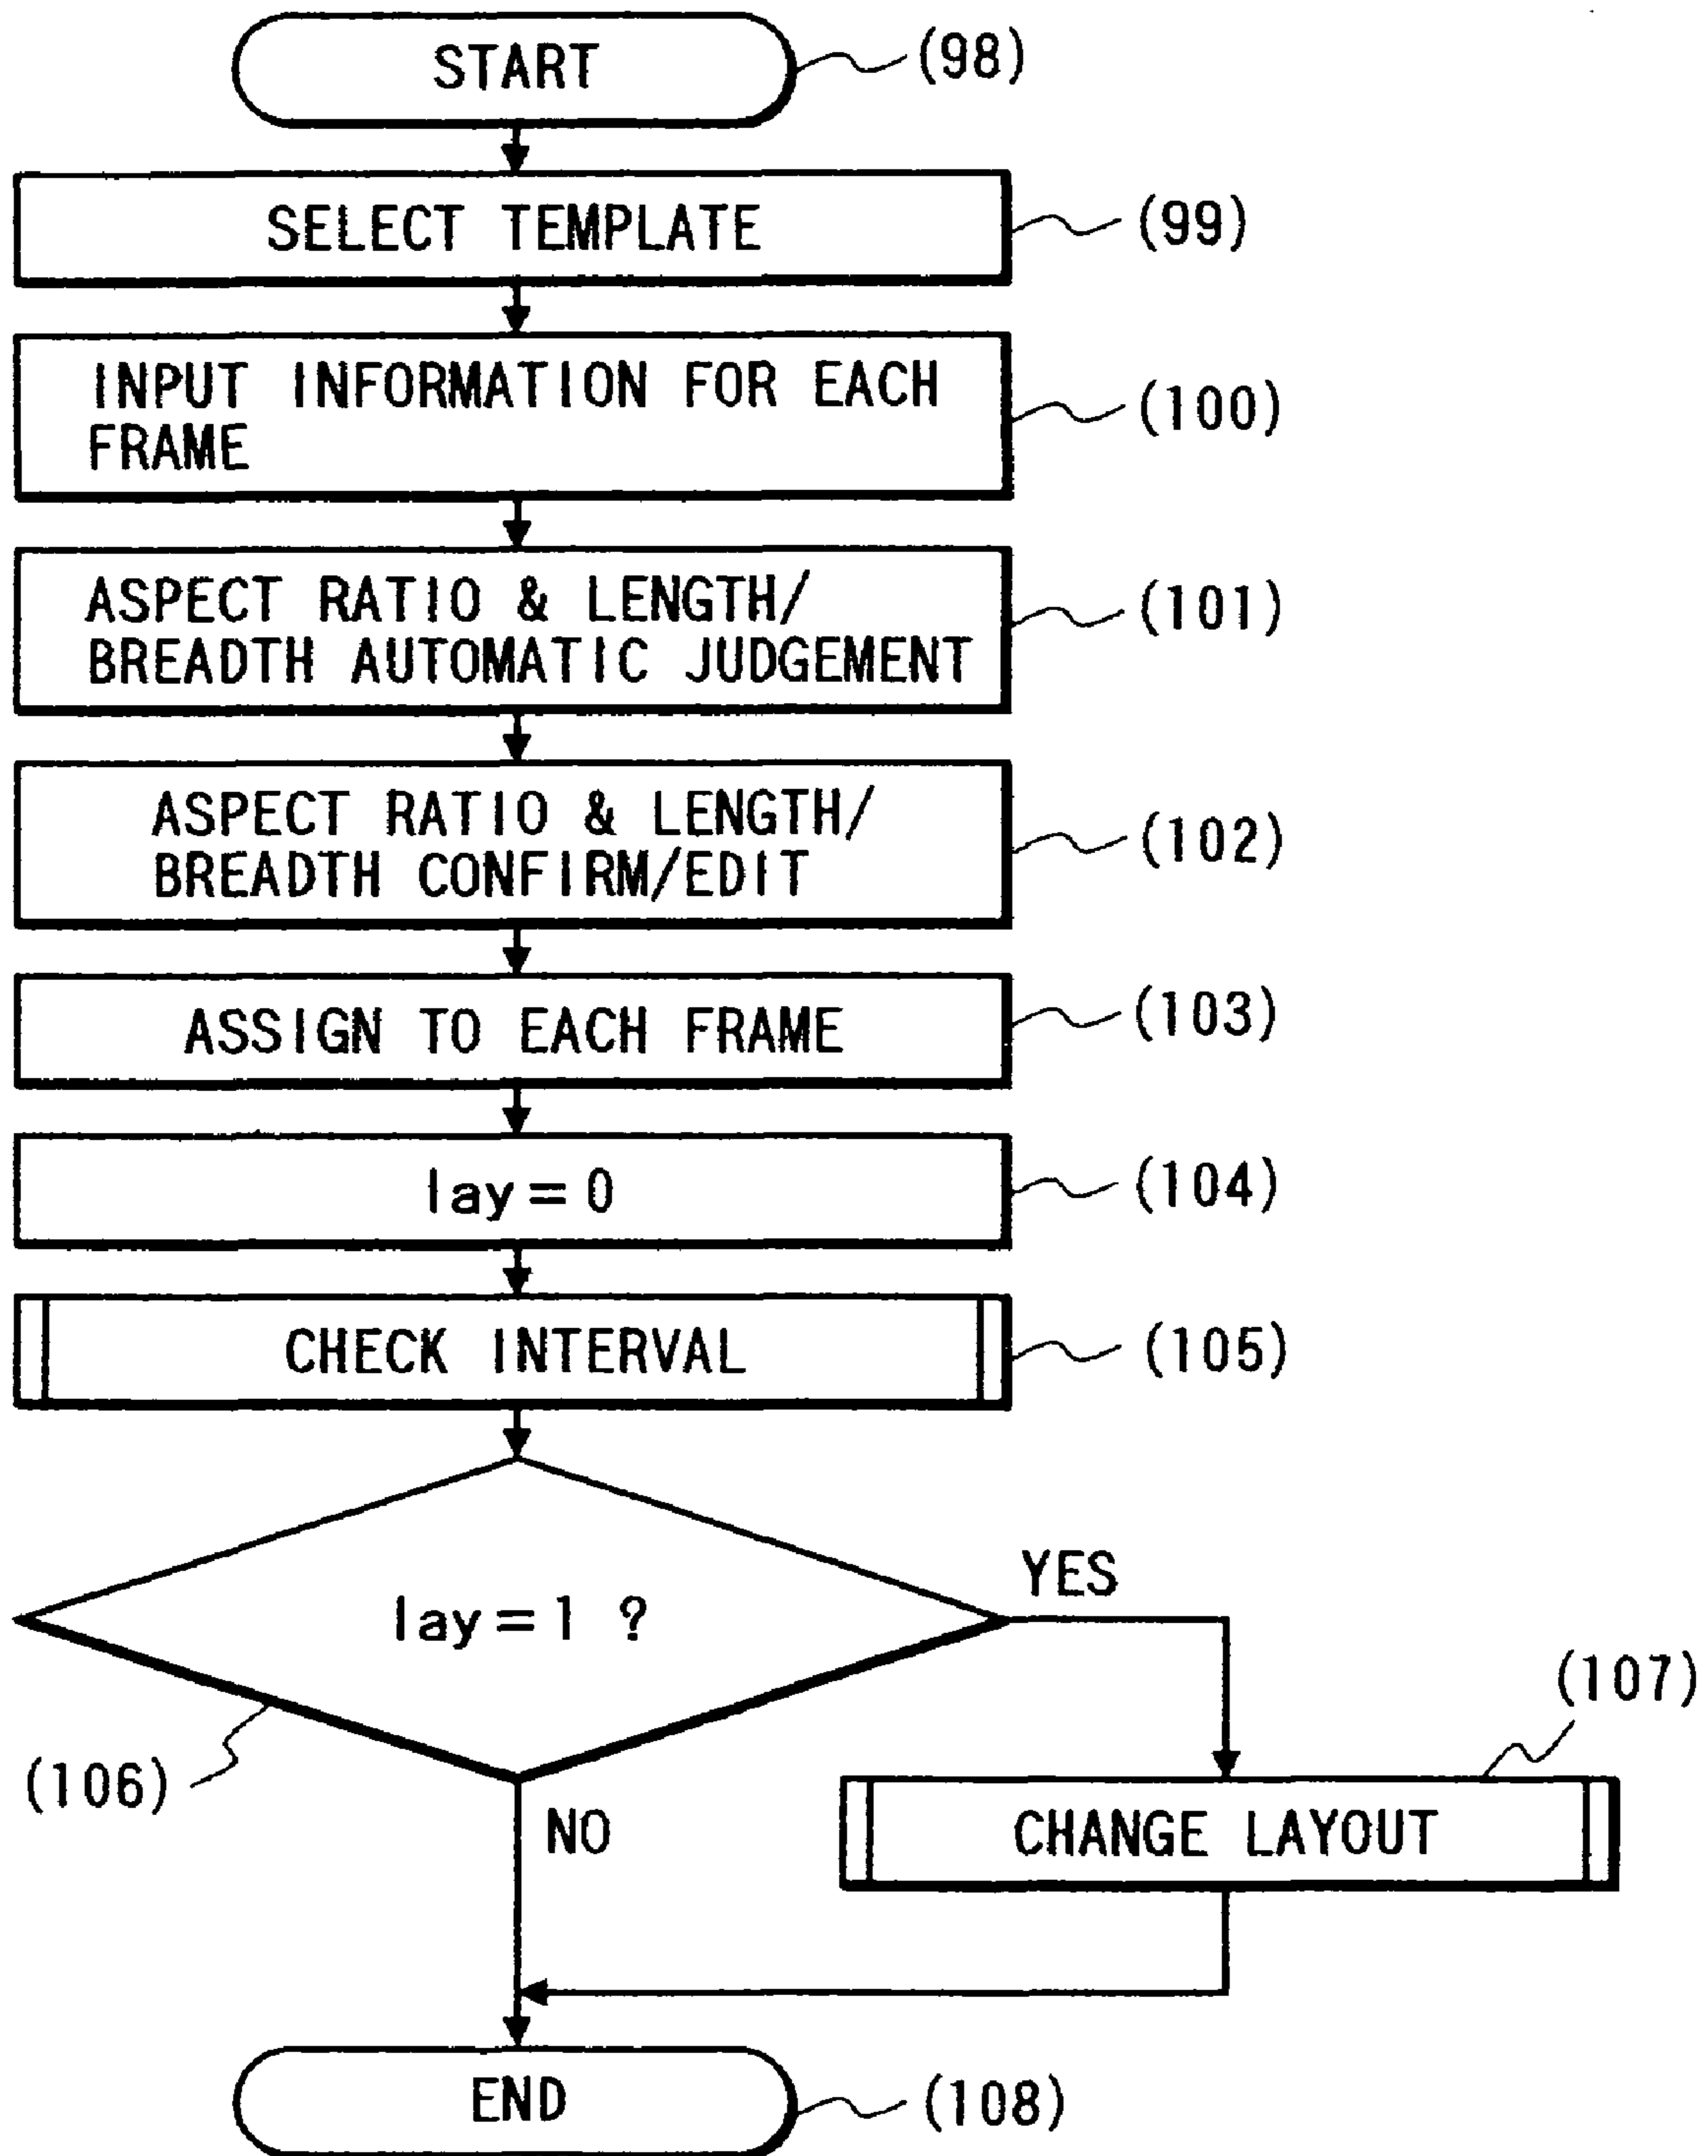 START
(98)
SELECT TEMPLATE
(99)
INPUT INFORMATION FOR EACH
FRAME
(100)
ASPECT RATIO & LENGTH/
BREADTH AUTOMATIC JUDGEMENT
(101)
ASPECT RATIO & LENGTH/
BREADTH CONFIRM/EDIT
(102)
ASSIGN TO EACH FRAME
(103)
lay=0
(104)
CHECK INTERVAL
(105)
lay=1 ?
YES
(106)
NO
(107)
CHANGE LAYOUT
END
(108)